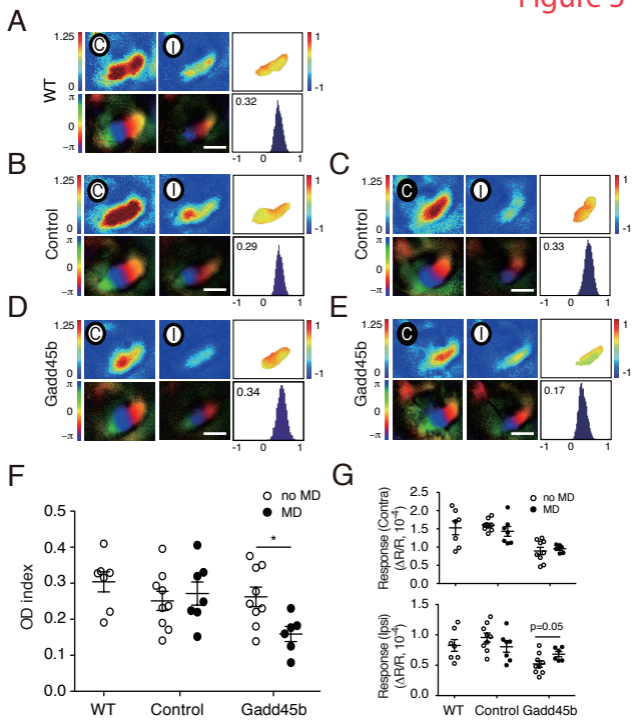 Figure 5
A
WT
1.25
0
C
I
1
-1
π
0
−π
0.32
-1 0 1
B
Control
1.25
0
C
I
1
-1
π
0
−π
0.29
-1 0 1
C
1.25
0
C
I
1
-1
π
0
−π
0.33
-1 0 1
D
Gadd45b
1.25
0
C
I
1
-1
π
0
−π
0.34
-1 0 1
E
1.25
0
C
I
1
-1
π
0
−π
0.17
-1 0 1
F
OD index
0.5
0.4
0.3
0.2
0.1
0.0
no MD
MD
*
WT Control Gadd45b
G
Response (Contra)
(ΔR/R, 10⁻⁴)
2.5
2.0
1.5
1.0
0.5
0.0
no MD
MD
Response (Ipsi)
(ΔR/R, 10⁻⁴)
1.5
1.0
0.5
0.0
p=0.05
WT Control Gadd45b